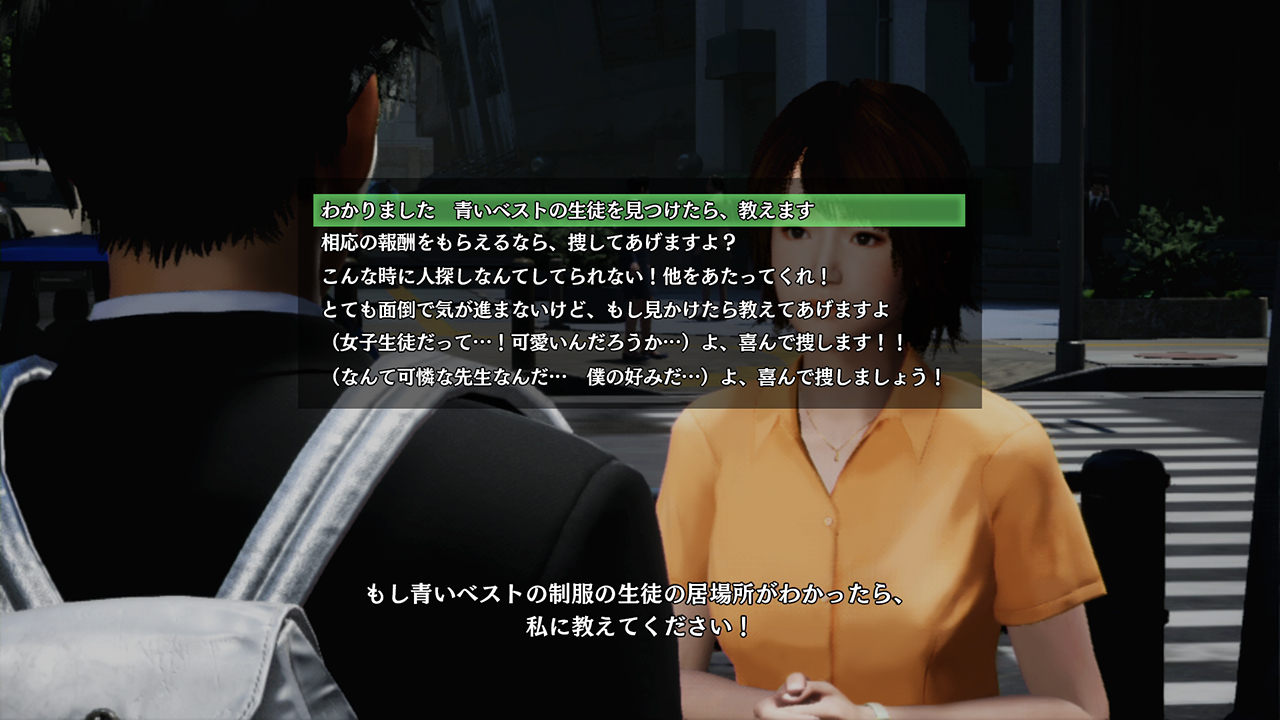 わかりました　青いベストの生徒を見つけたら、教えます
相応の報酬をもらえるなら、捜してあげますよ？
こんな時に人探しなんてしてられない！他をあたってくれ！
とても面倒で気が進まないけど、もし見かけたら教えてあげますよ
（女子生徒だって…！可愛いんだろうか…）よ、喜んで捜します！！
（なんて可憐な先生なんだ…　僕の好みだ…）よ、喜んで捜しましょう！
もし青いベストの制服の生徒の居場所がわかったら、
私に教えてください！